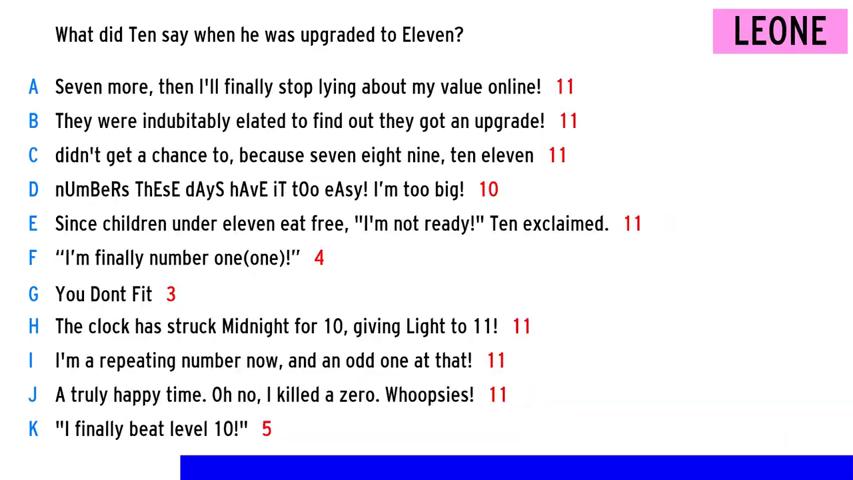 What did Ten say when he was upgraded to Eleven?
LEONE
A Seven more, then I'll finally stop lying about my value online! 11
B They were indubitably elated to find out they got an upgrade! 11
C didn't get a chance to, because seven eight nine, ten eleven 11
D nUmBeRs ThEsE dAyS hAvE iT tOo eAsy! I’m too big! 10
E Since children under eleven eat free, "I'm not ready!" Ten exclaimed. 11
F “I’m finally number one(one)!” 4
G You Dont Fit 3
H The clock has struck Midnight for 10, giving Light to 11! 11
I I'm a repeating number now, and an odd one at that! 11
J A truly happy time. Oh no, I killed a zero. Whoopsies! 11
K "I finally beat level 10!" 5